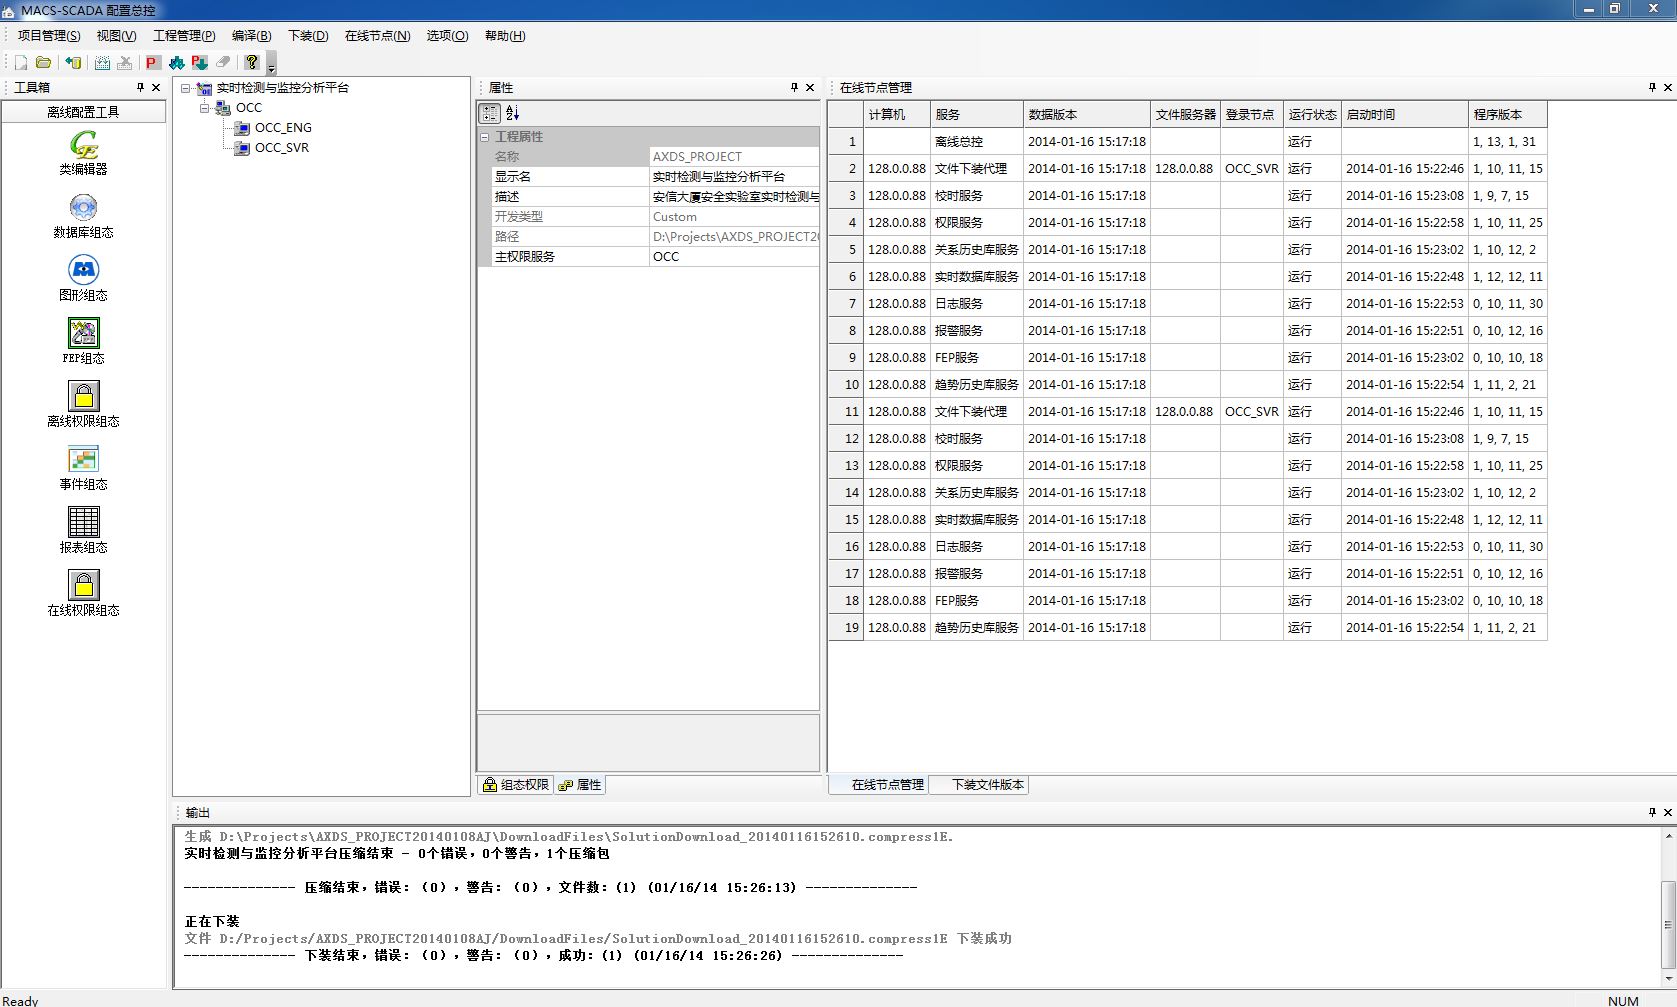 MACS-SCADA 配置总控
项目管理(S) 视图(V) 工程管理(P) 编译(B) 下装(D) 在线节点(N) 选项(O) 帮助(H)
工具箱
离线配置工具
类编辑器
数据库组态
图形组态
FEP组态
离线权限组态
事件组态
报表组态
在线权限组态
实时检测与监控分析平台
OCC
OCC_ENG
OCC_SVR
属性
工程属性
名称 AXDS_PROJECT
显示名 实时检测与监控分析平台
描述 安信大厦安全实验室实时检测与
开发类型 Custom
路径 D:\Projects\AXDS_PROJECT20
主权限服务 OCC
组态权限 属性
在线节点管理
计算机 服务 数据版本 文件服务器 登录节点 运行状态 启动时间 程序版本
1 离线总控 2014-01-16 15:17:18 运行 1, 13, 1, 31
2 128.0.0.88 文件下装代理 2014-01-16 15:17:18 128.0.0.88 OCC_SVR 运行 2014-01-16 15:22:46 1, 10, 11, 15
3 128.0.0.88 校时服务 2014-01-16 15:17:18 运行 2014-01-16 15:23:08 1, 9, 7, 15
4 128.0.0.88 权限服务 2014-01-16 15:17:18 运行 2014-01-16 15:22:58 1, 10, 11, 25
5 128.0.0.88 关系历史库服务 2014-01-16 15:17:18 运行 2014-01-16 15:23:02 1, 10, 12, 2
6 128.0.0.88 实时数据库服务 2014-01-16 15:17:18 运行 2014-01-16 15:22:48 1, 12, 12, 11
7 128.0.0.88 日志服务 2014-01-16 15:17:18 运行 2014-01-16 15:22:53 0, 10, 11, 30
8 128.0.0.88 报警服务 2014-01-16 15:17:18 运行 2014-01-16 15:22:51 0, 10, 12, 16
9 128.0.0.88 FEP服务 2014-01-16 15:17:18 运行 2014-01-16 15:23:02 0, 10, 10, 18
10 128.0.0.88 趋势历史库服务 2014-01-16 15:17:18 运行 2014-01-16 15:22:54 1, 11, 2, 21
11 128.0.0.88 文件下装代理 2014-01-16 15:17:18 128.0.0.88 OCC_SVR 运行 2014-01-16 15:22:46 1, 10, 11, 15
12 128.0.0.88 校时服务 2014-01-16 15:17:18 运行 2014-01-16 15:23:08 1, 9, 7, 15
13 128.0.0.88 权限服务 2014-01-16 15:17:18 运行 2014-01-16 15:22:58 1, 10, 11, 25
14 128.0.0.88 关系历史库服务 2014-01-16 15:17:18 运行 2014-01-16 15:23:02 1, 10, 12, 2
15 128.0.0.88 实时数据库服务 2014-01-16 15:17:18 运行 2014-01-16 15:22:48 1, 12, 12, 11
16 128.0.0.88 日志服务 2014-01-16 15:17:18 运行 2014-01-16 15:22:53 0, 10, 11, 30
17 128.0.0.88 报警服务 2014-01-16 15:17:18 运行 2014-01-16 15:22:51 0, 10, 12, 16
18 128.0.0.88 FEP服务 2014-01-16 15:17:18 运行 2014-01-16 15:23:02 0, 10, 10, 18
19 128.0.0.88 趋势历史库服务 2014-01-16 15:17:18 运行 2014-01-16 15:22:54 1, 11, 2, 21
在线节点管理 下装文件版本
输出
生成 D:\Projects\AXDS_PROJECT20140108AJ\DownloadFiles\SolutionDownload_20140116152610.compress1E.
实时检测与监控分析平台压缩结束 - 0个错误,0个警告,1个压缩包
-------------- 压缩结束,错误:(0),警告:(0),文件数:(1) (01/16/14 15:26:13) --------------
正在下装
文件 D:/Projects/AXDS_PROJECT20140108AJ/DownloadFiles/SolutionDownload_20140116152610.compress1E 下装成功
-------------- 下装结束,错误:(0),警告:(0),成功:(1) (01/16/14 15:26:26) --------------
Ready NUM